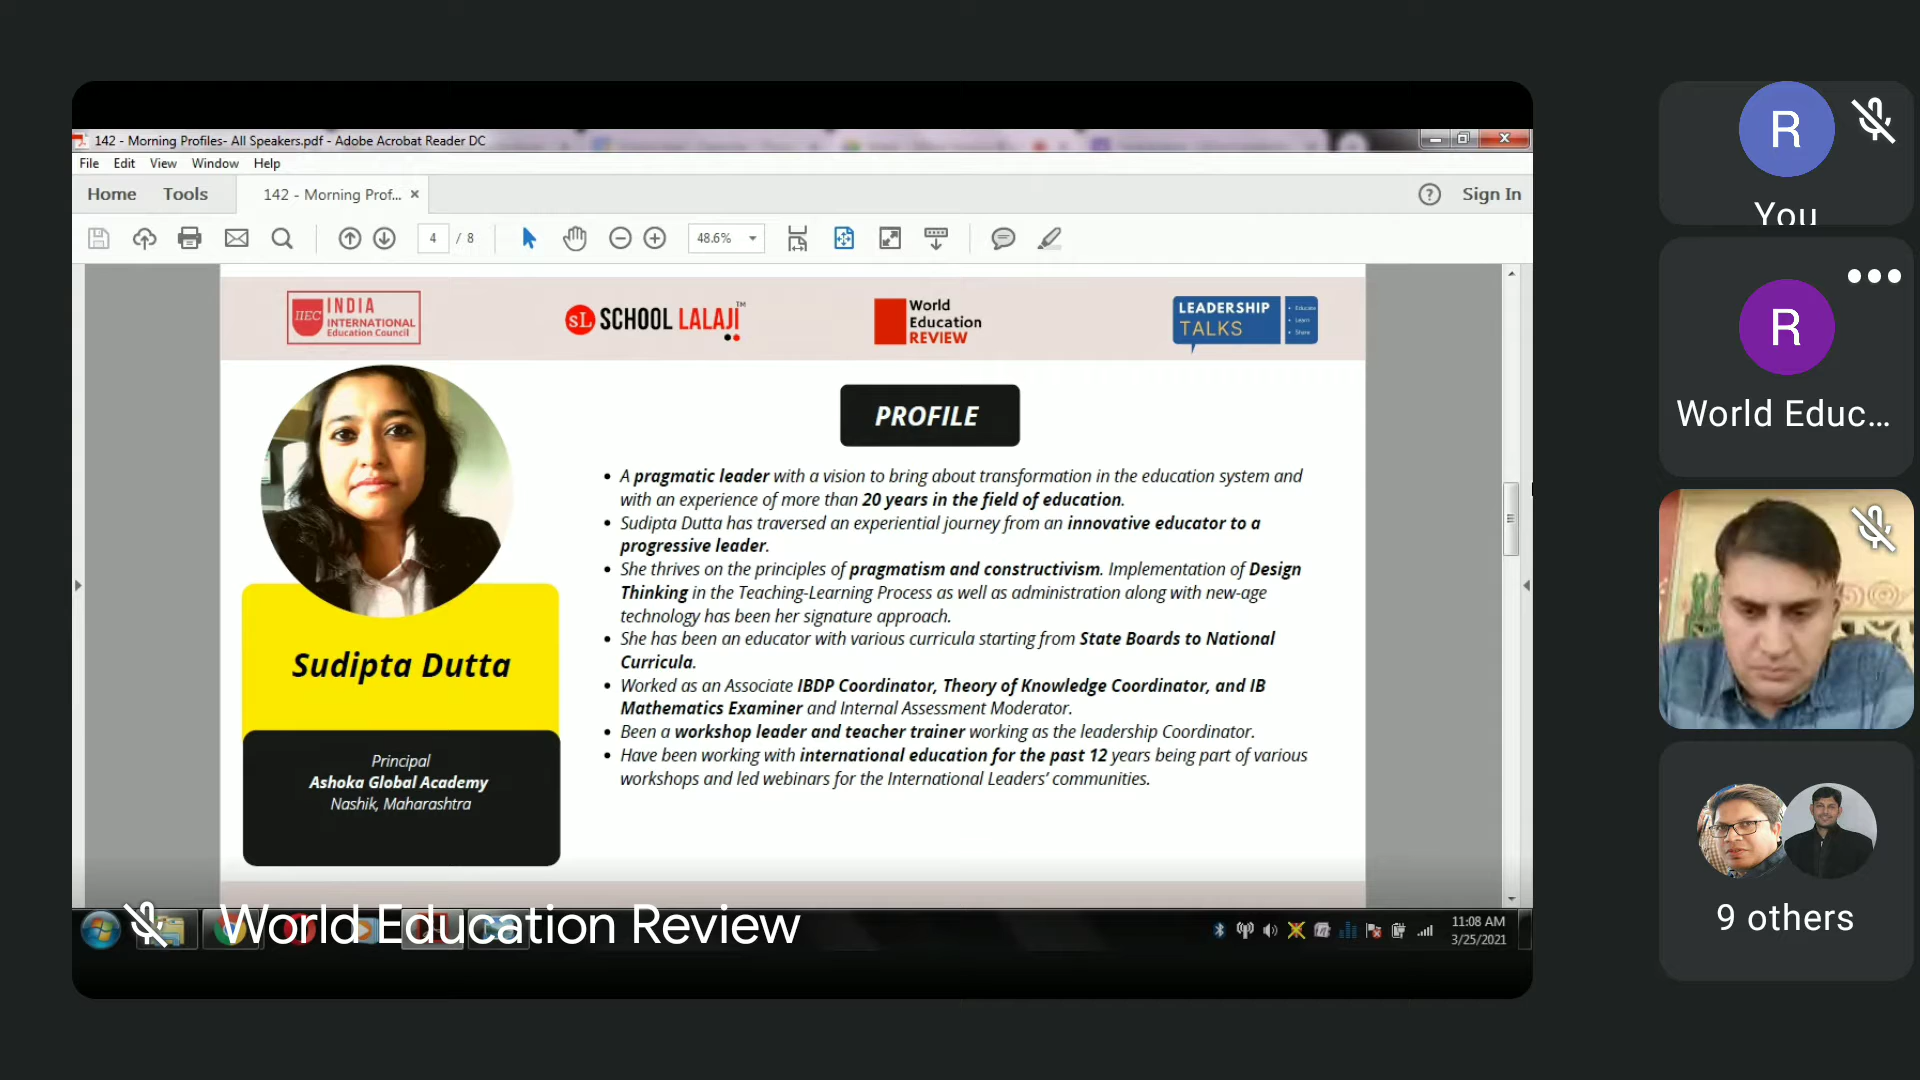 142 - Morning Profiles- All Speakers.pdf - Adobe Acrobat Reader DC
File Edit View Window Help
Home Tools 142 - Morning Prof... × Sign In
4 / 8 48.6%
IIEC INDIA
INTERNATIONAL
Education Council
sL SCHOOL LALAJI™
World
Education
REVIEW
LEADERSHIP
TALKS
• Educate
• Learn
• Share
PROFILE
• A pragmatic leader with a vision to bring about transformation in the education system and
with an experience of more than 20 years in the field of education.
• Sudipta Dutta has traversed an experiential journey from an innovative educator to a
progressive leader.
• She thrives on the principles of pragmatism and constructivism. Implementation of Design
Thinking in the Teaching-Learning Process as well as administration along with new-age
technology has been her signature approach.
• She has been an educator with various curricula starting from State Boards to National
Curricula.
• Worked as an Associate IBDP Coordinator, Theory of Knowledge Coordinator, and IB
Mathematics Examiner and Internal Assessment Moderator.
• Been a workshop leader and teacher trainer working as the leadership Coordinator.
• Have been working with international education for the past 12 years being part of various
workshops and led webinars for the International Leaders’ communities.
Sudipta Dutta
Principal
Ashoka Global Academy
Nashik, Maharashtra
World Education Review
11:08 AM
3/25/2021
R
You
R
World Educ...
9 others